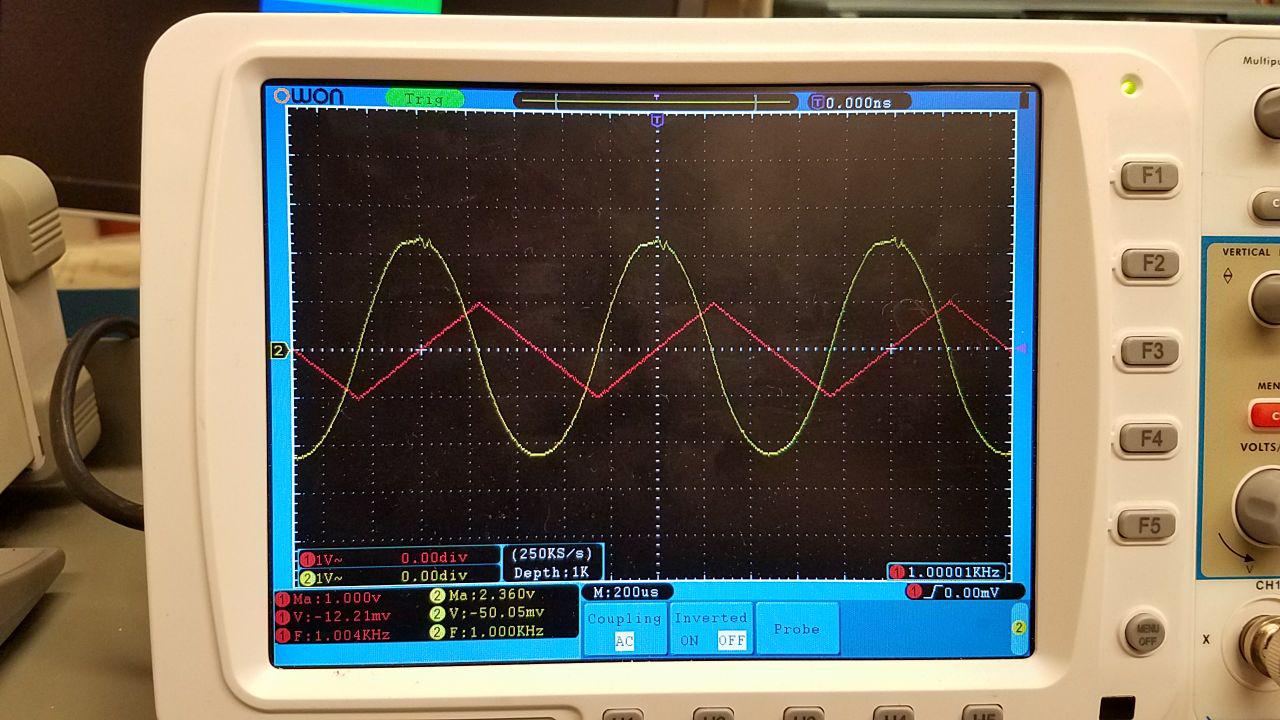 OWON Trig T 0.000ns
T
2
1 1V~ 0.00div
2 1V~ 0.00div
(250KS/s)
Depth:1K
1 1.00001KHz
1 Ma:1.000v 2 Ma:2.360v
1 V:-12.21mv 2 V:-50.05mv
1 F:1.004KHz 2 F:1.000KHz
M:200us
1 0.00mV
Coupling
AC
Inverted
ON OFF
Probe
2
F1
F2
F3
F4
F5
MENU
OFF
VERTICAL
VOLTS/
CH1
X